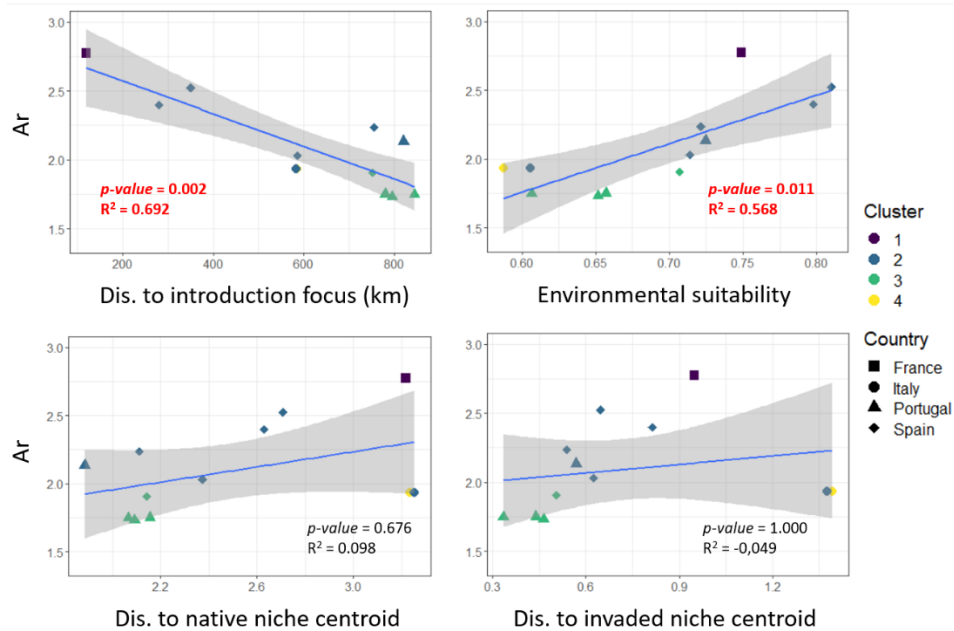 3.0
2.5
2.0
1.5
Ar
p-value = 0.002
R² = 0.692
200
400
600
800
Dis. to introduction focus (km)
3.0
2.5
2.0
1.5
p-value = 0.011
R² = 0.568
0.60
0.65
0.70
0.75
0.80
Environmental suitability
Cluster
1
2
3
4
Country
France
Italy
Portugal
Spain
3.0
2.5
2.0
1.5
Ar
p-value = 0.676
R² = 0.098
2.2
2.6
3.0
Dis. to native niche centroid
3.0
2.5
2.0
1.5
p-value = 1.000
R² = -0,049
0.3
0.6
0.9
1.2
Dis. to invaded niche centroid